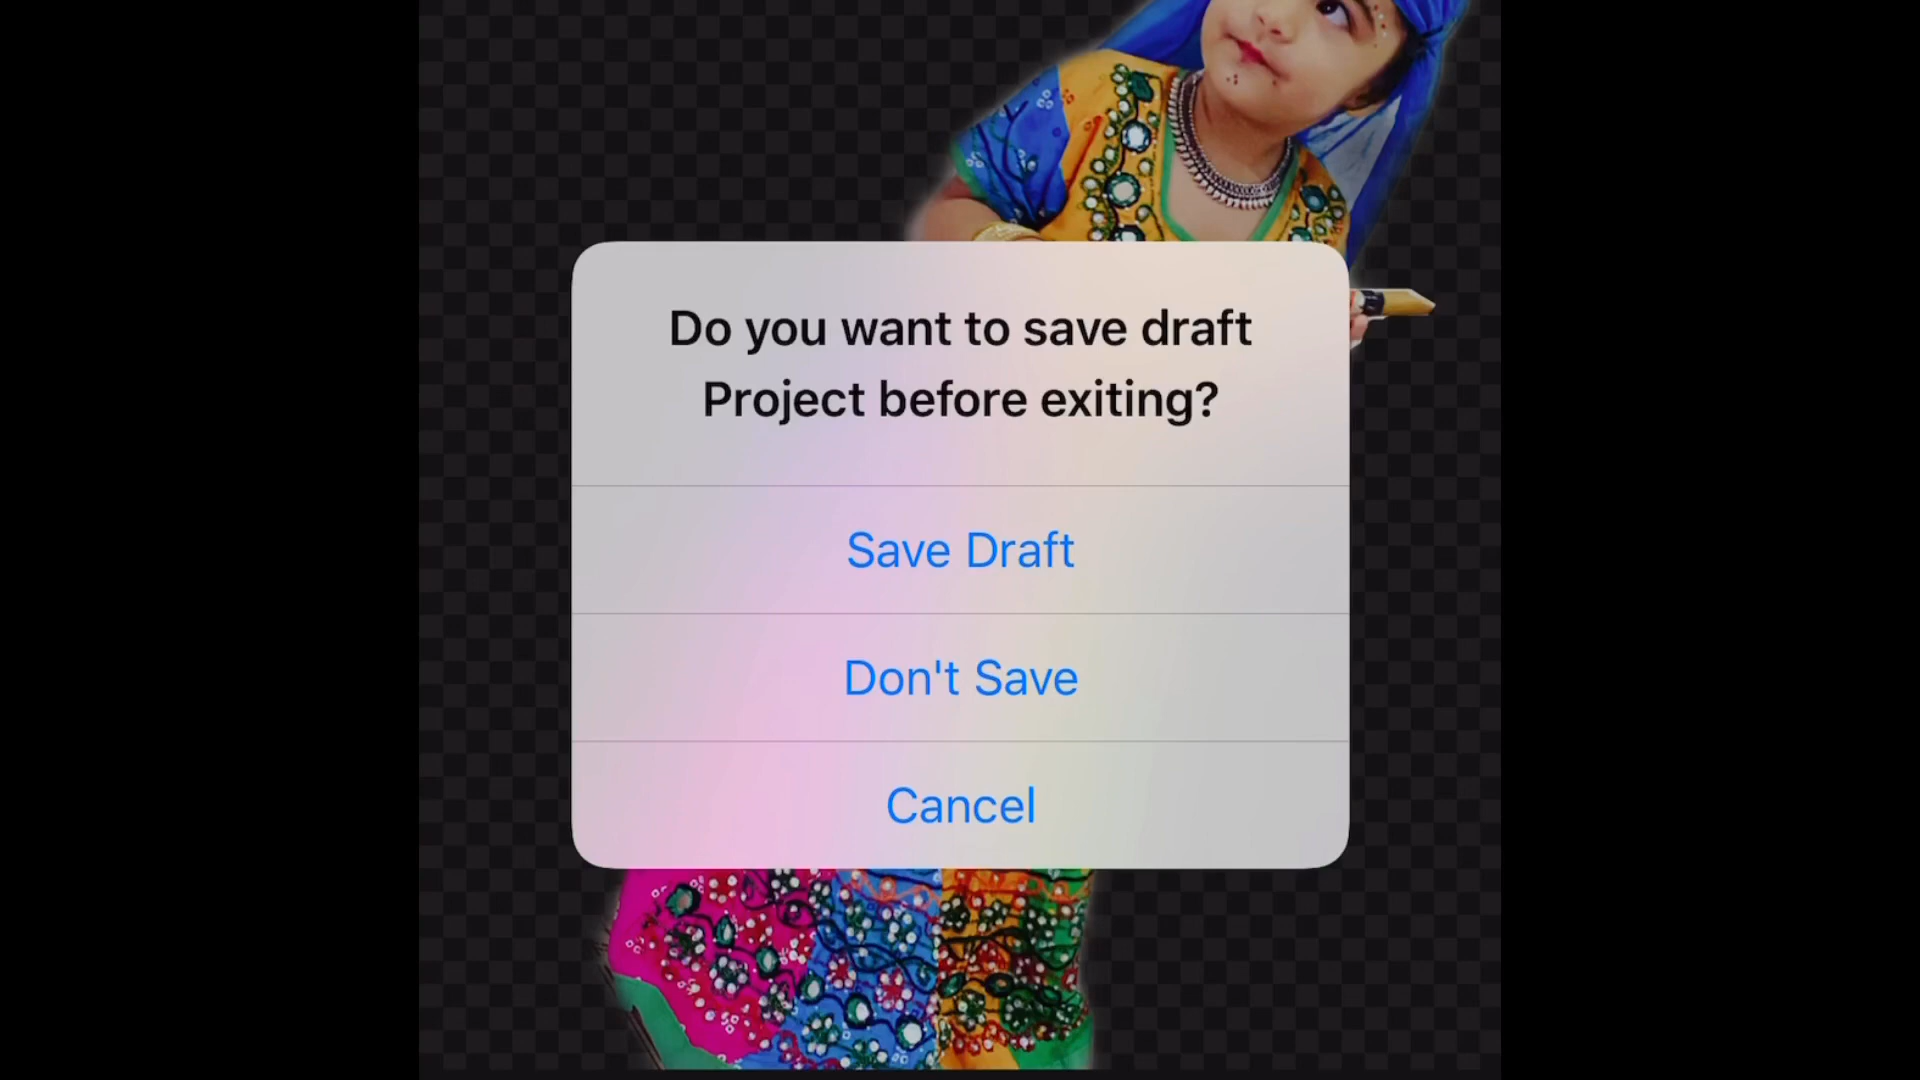 Do you want to save draft
Project before exiting?
Save Draft
Don't Save
Cancel